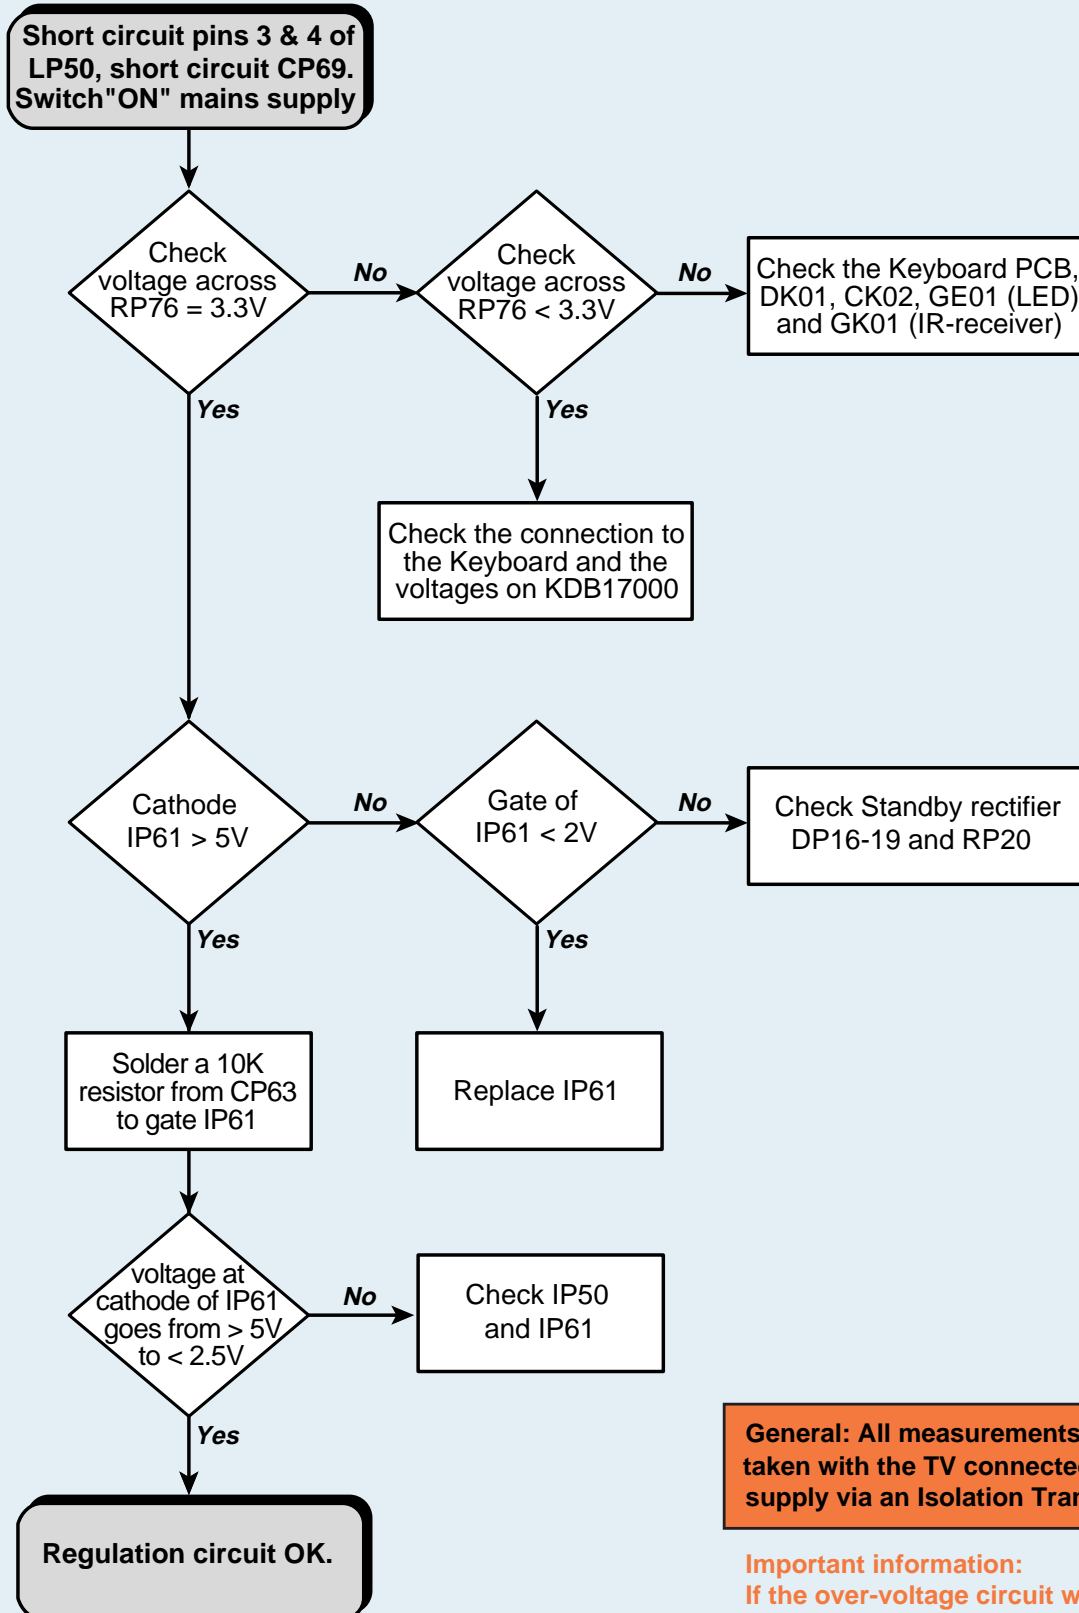 Short circuit pins 3 & 4 of
LP50, short circuit CP69.
Switch"ON" mains supply
Check
voltage across
RP76 = 3.3V
No
Check
voltage across
RP76 < 3.3V
No
Check the Keyboard PCB,
DK01, CK02, GE01 (LED)
and GK01 (IR-receiver)
Yes
Yes
Check the connection to
the Keyboard and the
voltages on KDB17000
Cathode
IP61 > 5V
No
Gate of
IP61 < 2V
No
Check Standby rectifier
DP16-19 and RP20
Yes
Yes
Solder a 10K
resistor from CP63
to gate IP61
Replace IP61
voltage at
cathode of IP61
goes from > 5V
to < 2.5V
No
Check IP50
and IP61
Yes
Regulation circuit OK.
General: All measurements
taken with the TV connected
supply via an Isolation Tran
Important information:
If the over-voltage circuit w